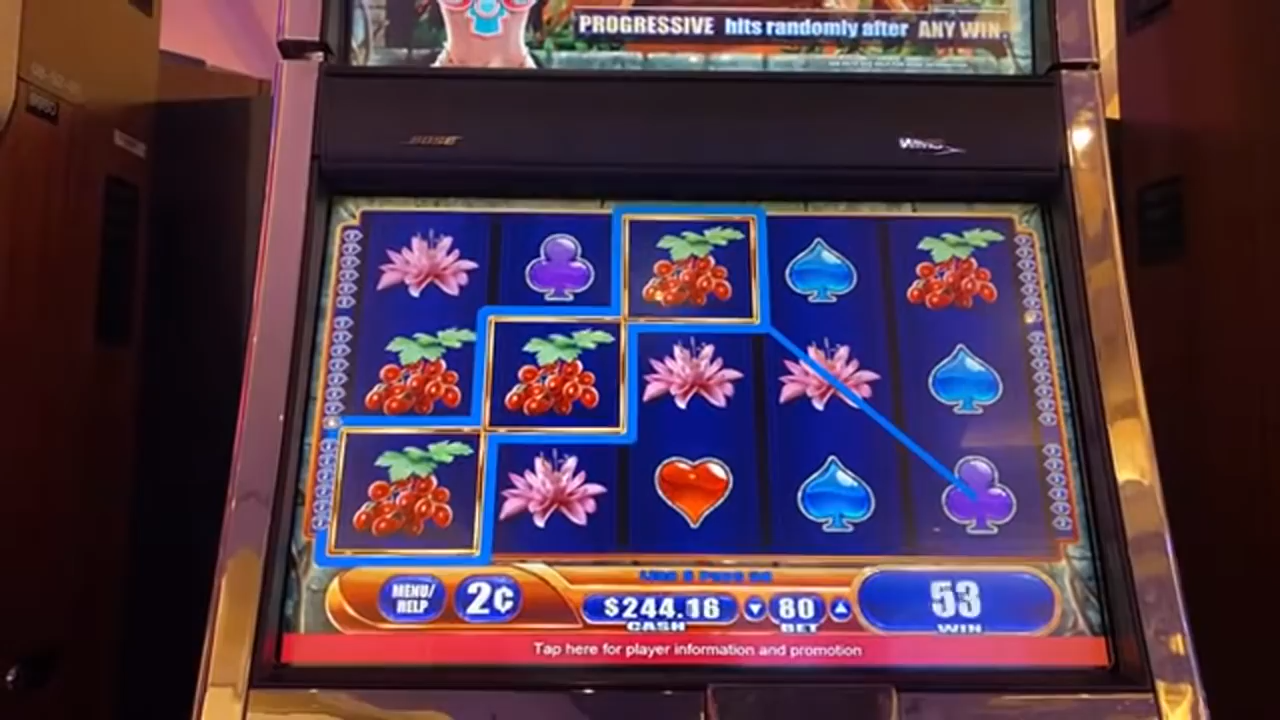 PROGRESSIVE hits randomly after ANY WIN.
BOSE
WMS
MENU/
HELP
2¢
$244.16
CASH
80
BET
53
WIN
Tap here for player information and promotion